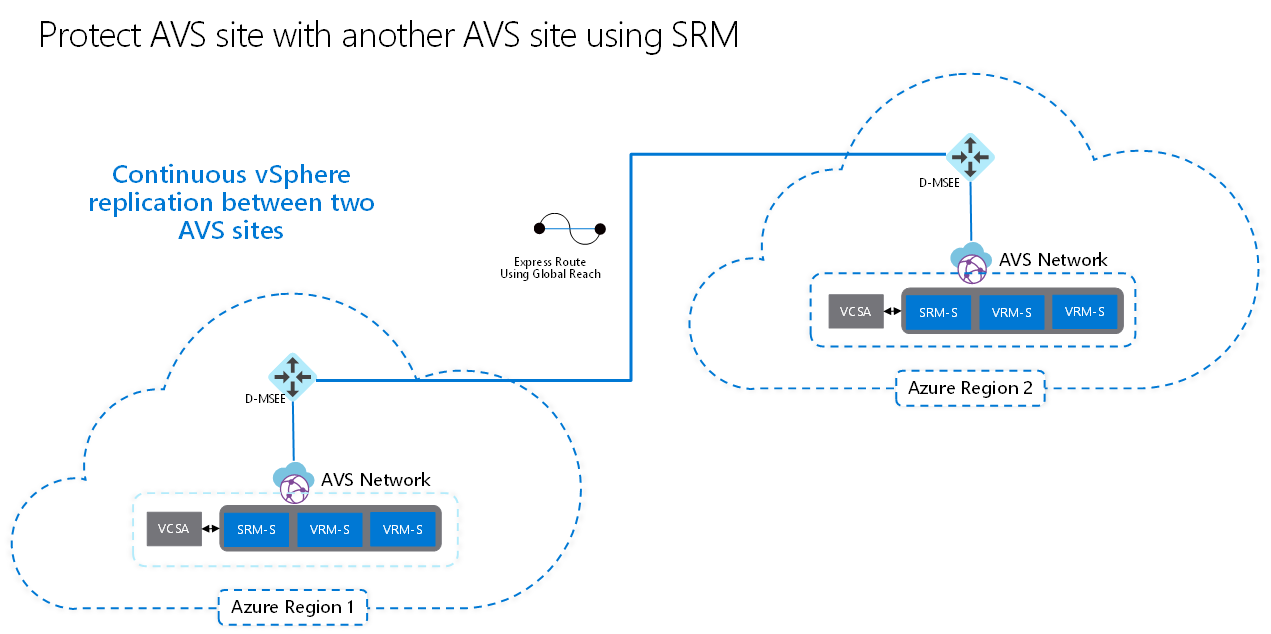 Protect AVS site with another AVS site using SRM
Continuous vSphere
replication between two
AVS sites
Express Route
Using Global Reach
D-MSEE
AVS Network
VCSA
SRM-S
VRM-S
VRM-S
Azure Region 2
D-MSEE
AVS Network
VCSA
SRM-S
VRM-S
VRM-S
Azure Region 1